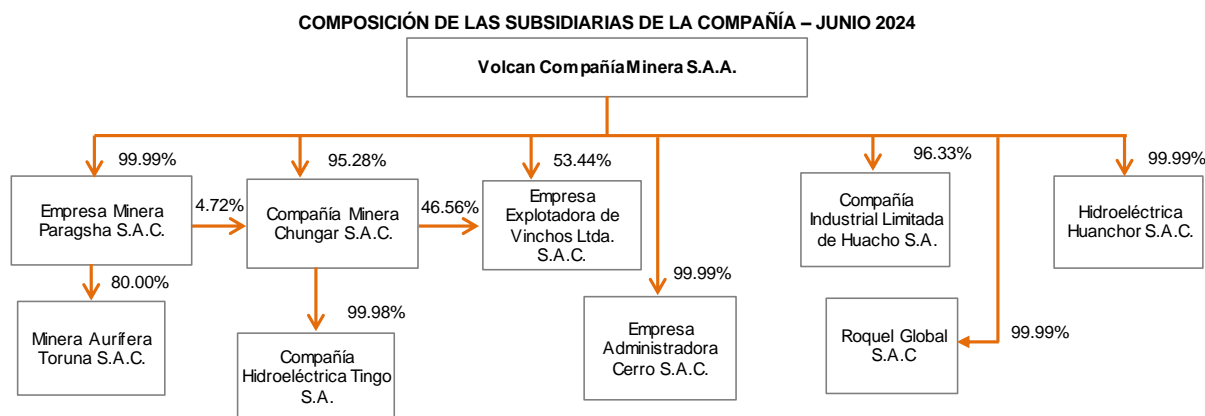 COMPOSICIÓN DE LAS SUBSIDIARIAS DE LA COMPAÑÍA – JUNIO 2024
Volcan Compañía Minera S.A.A.
99.99%
95.28%
53.44%
96.33%
99.99%
Empresa Minera
Paragsha S.A.C.
4.72%
Compañía Minera
Chungar S.A.C.
46.56%
Empresa
Explotadora de
Vinchos Ltda.
S.A.C.
Compañía
Industrial Limitada
de Huacho S.A.
Hidroeléctrica
Huanchor S.A.C.
80.00%
99.98%
99.99%
99.99%
Minera Aurífera
Toruna S.A.C.
Compañía
Hidroeléctrica Tingo
S.A.
Empresa
Administradora
Cerro S.A.C.
Roquel Global
S.A.C